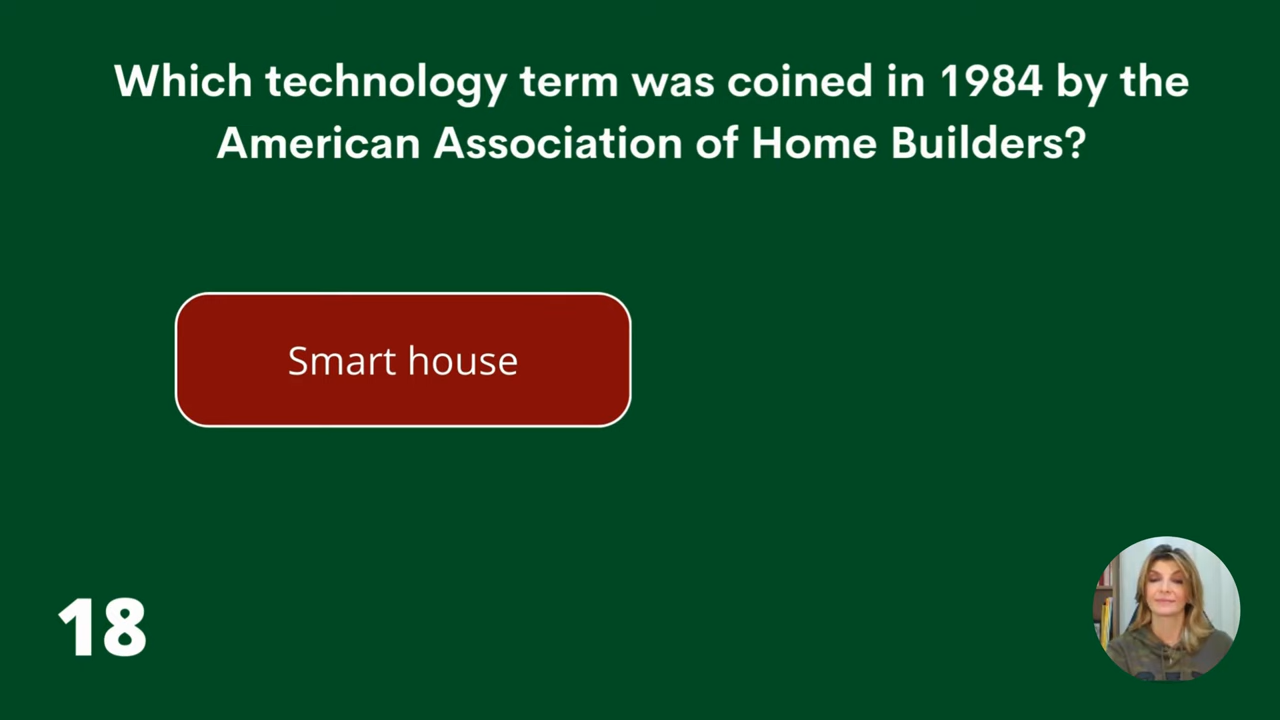 Which technology term was coined in 1984 by the
American Association of Home Builders?
Smart house
18